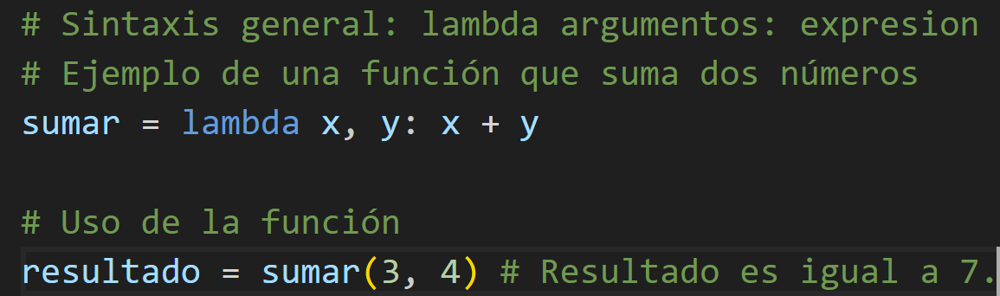 # Sintaxis general: lambda argumentos: expresion
# Ejemplo de una función que suma dos números
sumar = lambda x, y: x + y
# Uso de la función
resultado = sumar(3, 4) # Resultado es igual a 7.